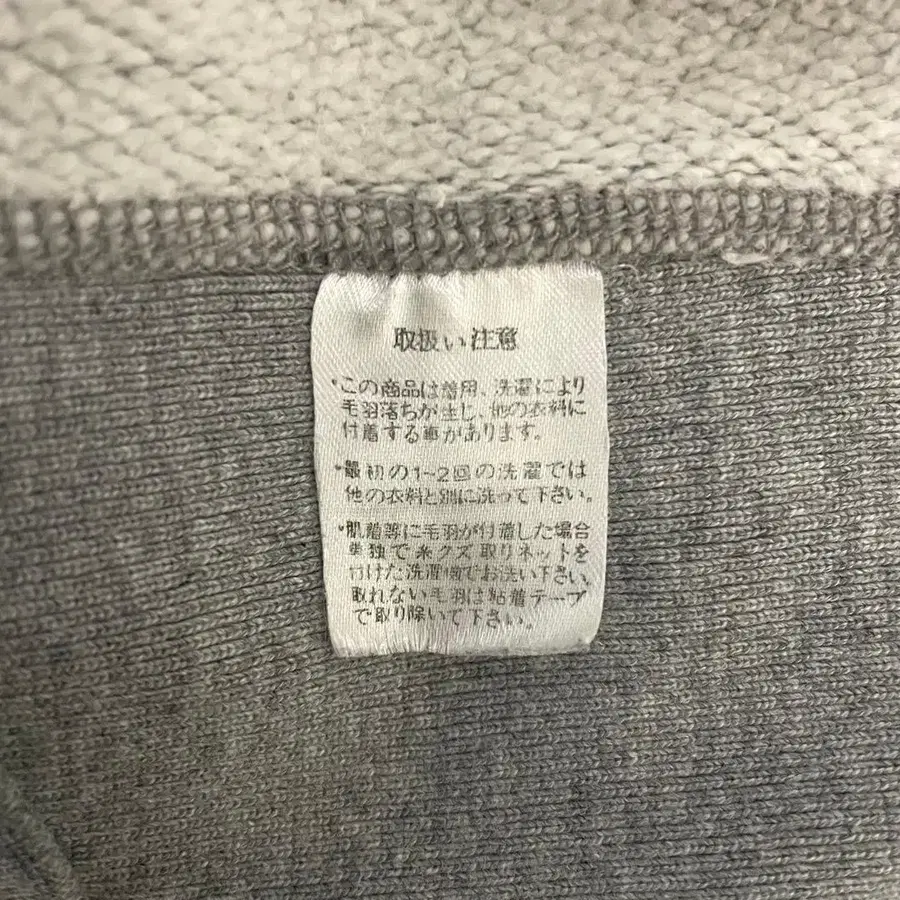 取扱い注意
・この商品は着用、洗濯により
毛羽落ちが生じ、他の衣料に
付着する事があります。
・最初の1~2回の洗濯では
他の衣料と別に洗って下さい。
・肌着等に毛羽が付着した場合
単独で糸クズ取りネットを
付けた洗濯機でお洗い下さい、
取れない毛羽は粘着テープ
で取り除いて下さい。